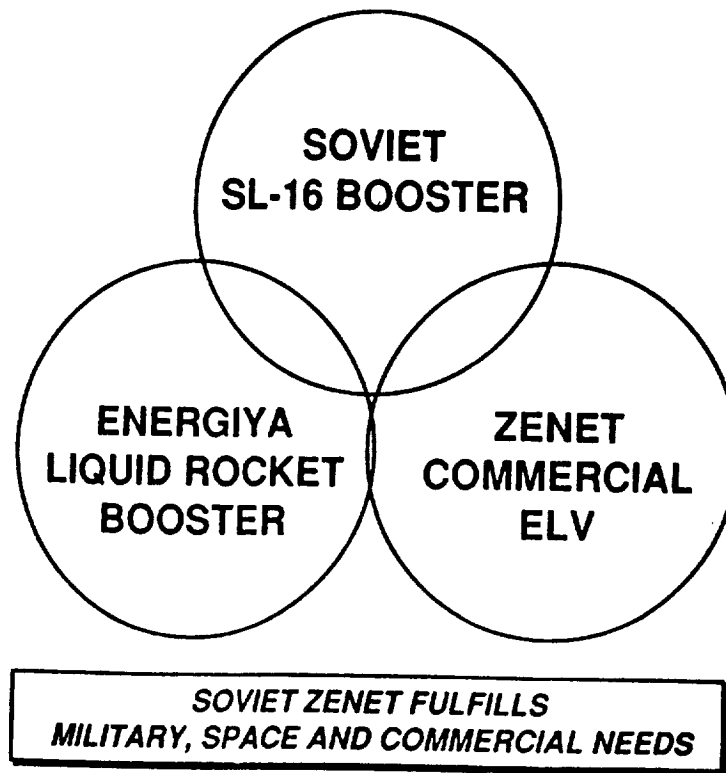 SOVIET
SL-16 BOOSTER
ENERGIYA
LIQUID ROCKET
BOOSTER
ZENET
COMMERCIAL
ELV
SOVIET ZENET FULFILLS
MILITARY, SPACE AND COMMERCIAL NEEDS